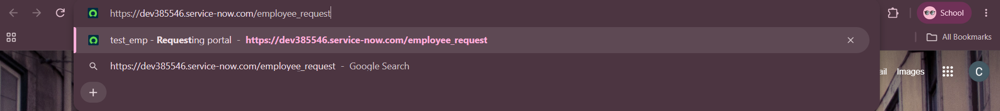 https://dev385546.service-now.com/employee_request
School
test_emp - Requesting portal - https://dev385546.service-now.com/employee_request
All Bookmarks
https://dev385546.service-now.com/employee_request - Google Search
ail Images
C